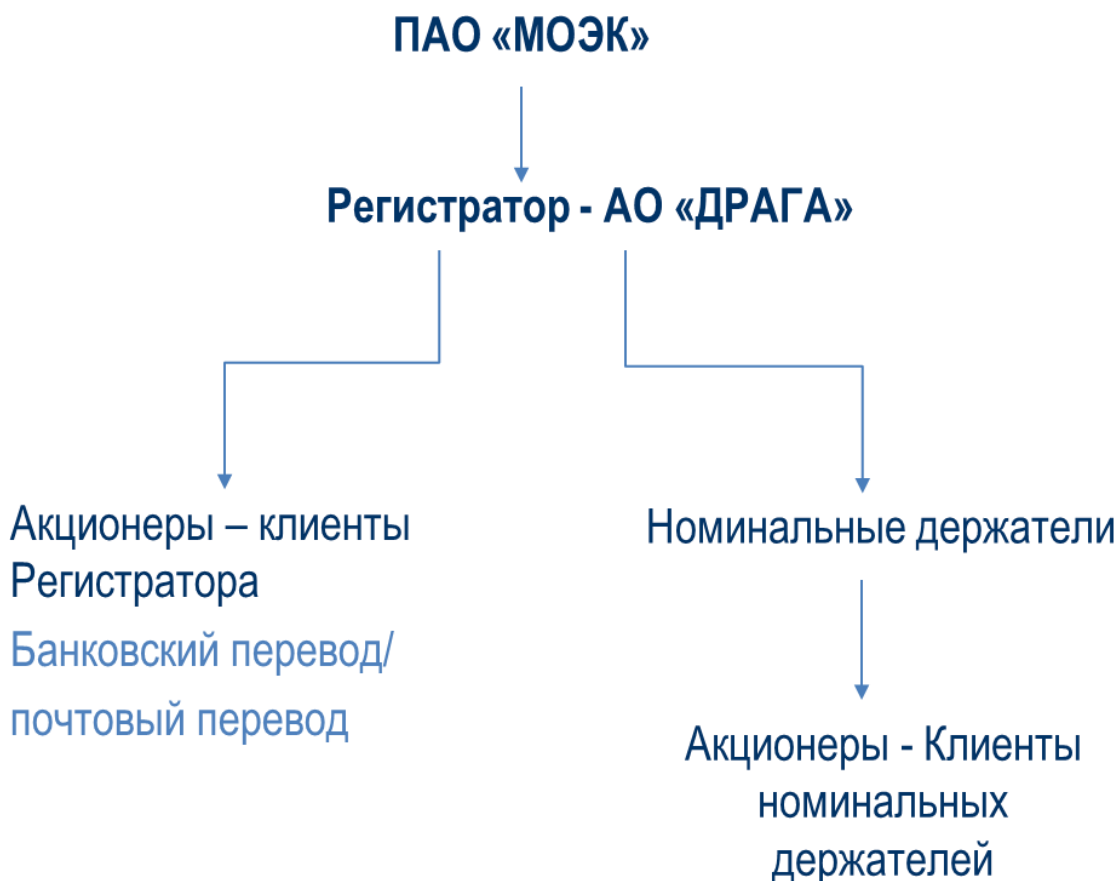 ПАО «МОЭК»
Регистратор - АО «ДРАГА»
Акционеры – клиенты
Регистратора
Банковский перевод/
почтовый перевод
Номинальные держатели
Акционеры - Клиенты
номинальных
держателей